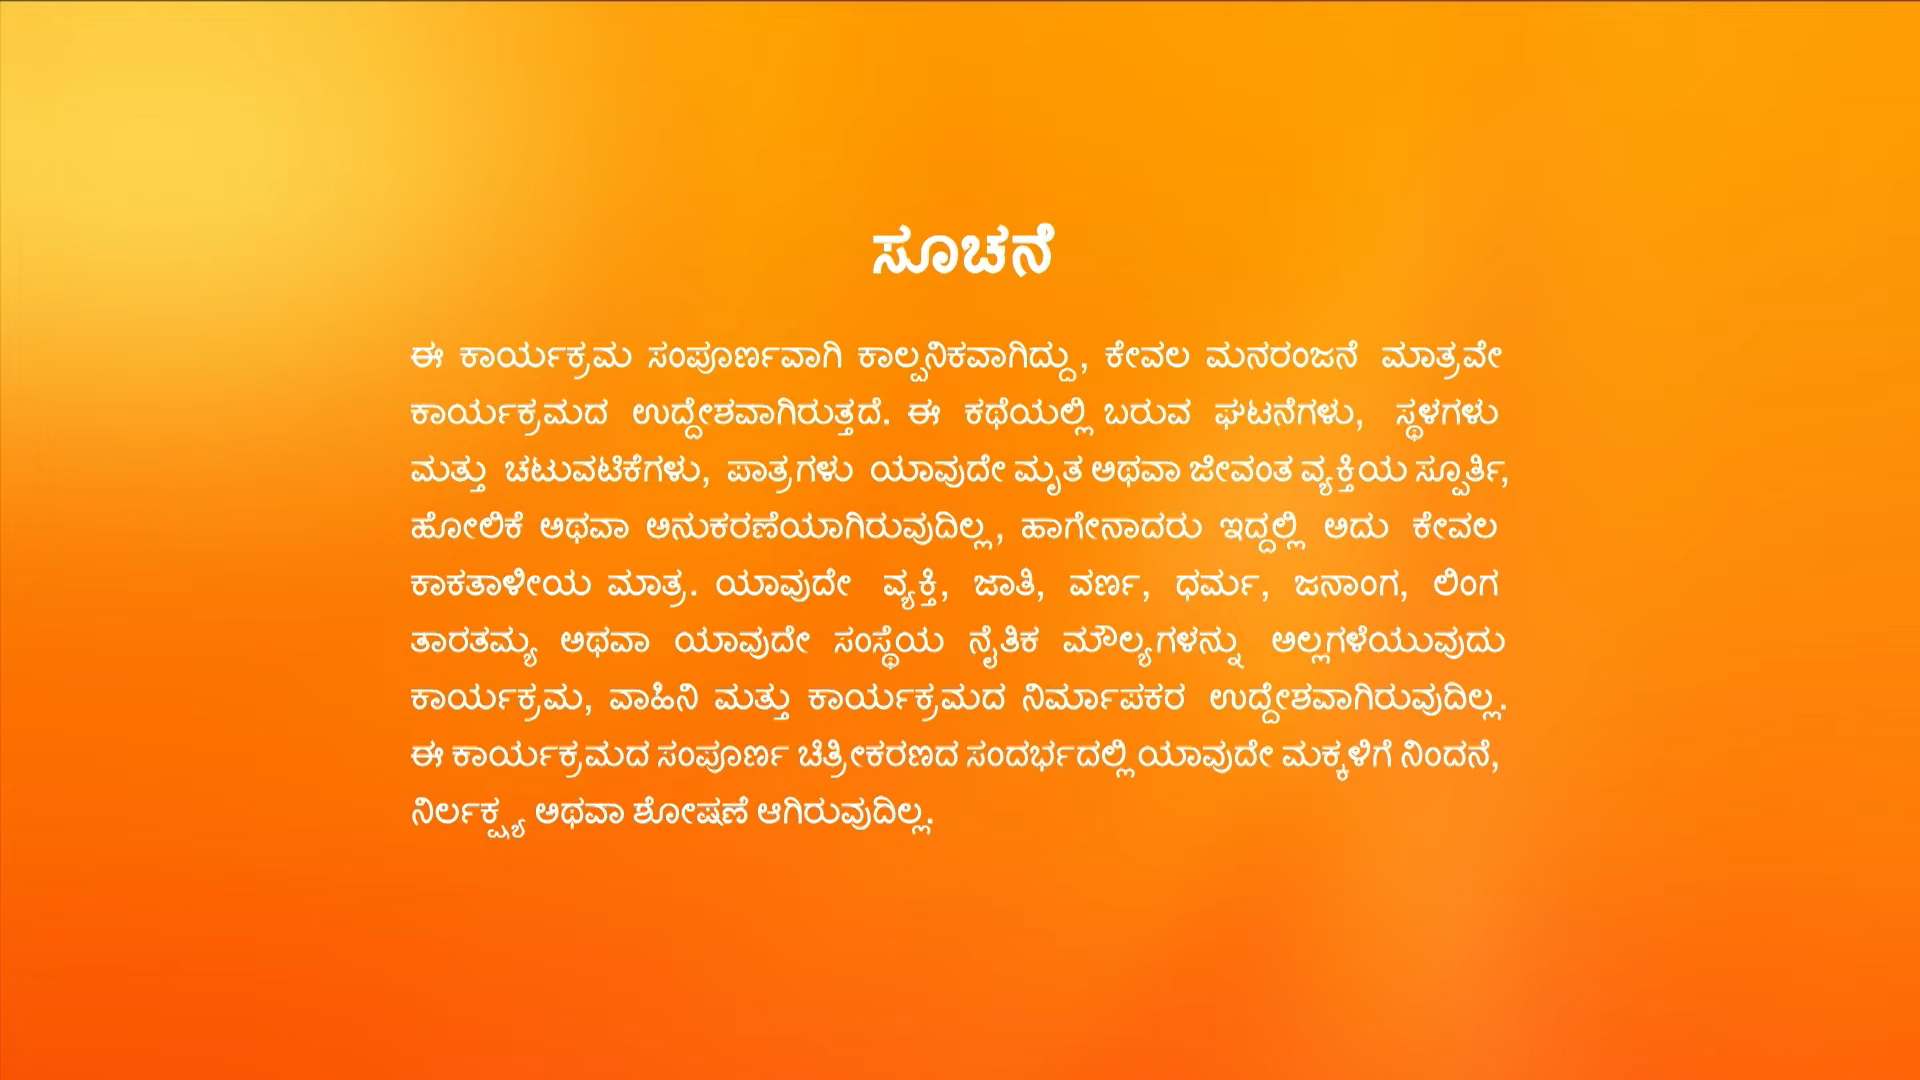 ಸೂಚನೆ
ಈ ಕಾರ್ಯಕ್ರಮ ಸಂಪೂರ್ಣವಾಗಿ ಕಾಲ್ಪನಿಕವಾಗಿದ್ದು, ಕೇವಲ ಮನರಂಜನೆ ಮಾತ್ರವೇ
ಕಾರ್ಯಕ್ರಮದ ಉದ್ದೇಶವಾಗಿರುತ್ತದೆ. ಈ ಕಥೆಯಲ್ಲಿ ಬರುವ ಘಟನೆಗಳು, ಸ್ಥಳಗಳು
ಮತ್ತು ಚಟುವಟಿಕೆಗಳು, ಪಾತ್ರಗಳು ಯಾವುದೇ ಮೃತ ಅಥವಾ ಜೀವಂತ ವ್ಯಕ್ತಿಯ ಸ್ಪೂರ್ತಿ,
ಹೋಲಿಕೆ ಅಥವಾ ಅನುಕರಣೆಯಾಗಿರುವುದಿಲ್ಲ, ಹಾಗೇನಾದರು ಇದ್ದಲ್ಲಿ ಅದು ಕೇವಲ
ಕಾಕತಾಳೀಯ ಮಾತ್ರ. ಯಾವುದೇ ವ್ಯಕ್ತಿ, ಜಾತಿ, ವರ್ಣ, ಧರ್ಮ, ಜನಾಂಗ, ಲಿಂಗ
ತಾರತಮ್ಯ ಅಥವಾ ಯಾವುದೇ ಸಂಸ್ಥೆಯ ನೈತಿಕ ಮೌಲ್ಯಗಳನ್ನು ಅಲ್ಲಗಳೆಯುವುದು
ಕಾರ್ಯಕ್ರಮ, ವಾಹಿನಿ ಮತ್ತು ಕಾರ್ಯಕ್ರಮದ ನಿರ್ಮಾಪಕರ ಉದ್ದೇಶವಾಗಿರುವುದಿಲ್ಲ.
ಈ ಕಾರ್ಯಕ್ರಮದ ಸಂಪೂರ್ಣ ಚಿತ್ರೀಕರಣದ ಸಂದರ್ಭದಲ್ಲಿ ಯಾವುದೇ ಮಕ್ಕಳಿಗೆ ನಿಂದನೆ,
ನಿರ್ಲಕ್ಷ್ಯ ಅಥವಾ ಶೋಷಣೆ ಆಗಿರುವುದಿಲ್ಲ.